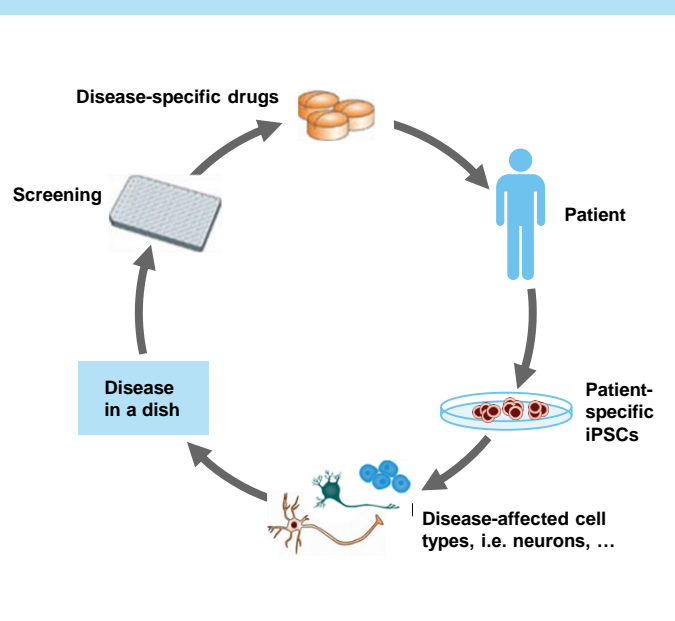 Disease-specific drugs
Screening
Patient
Disease
in a dish
Patient-
specific
iPSCs
Disease-affected cell
types, i.e. neurons, ...